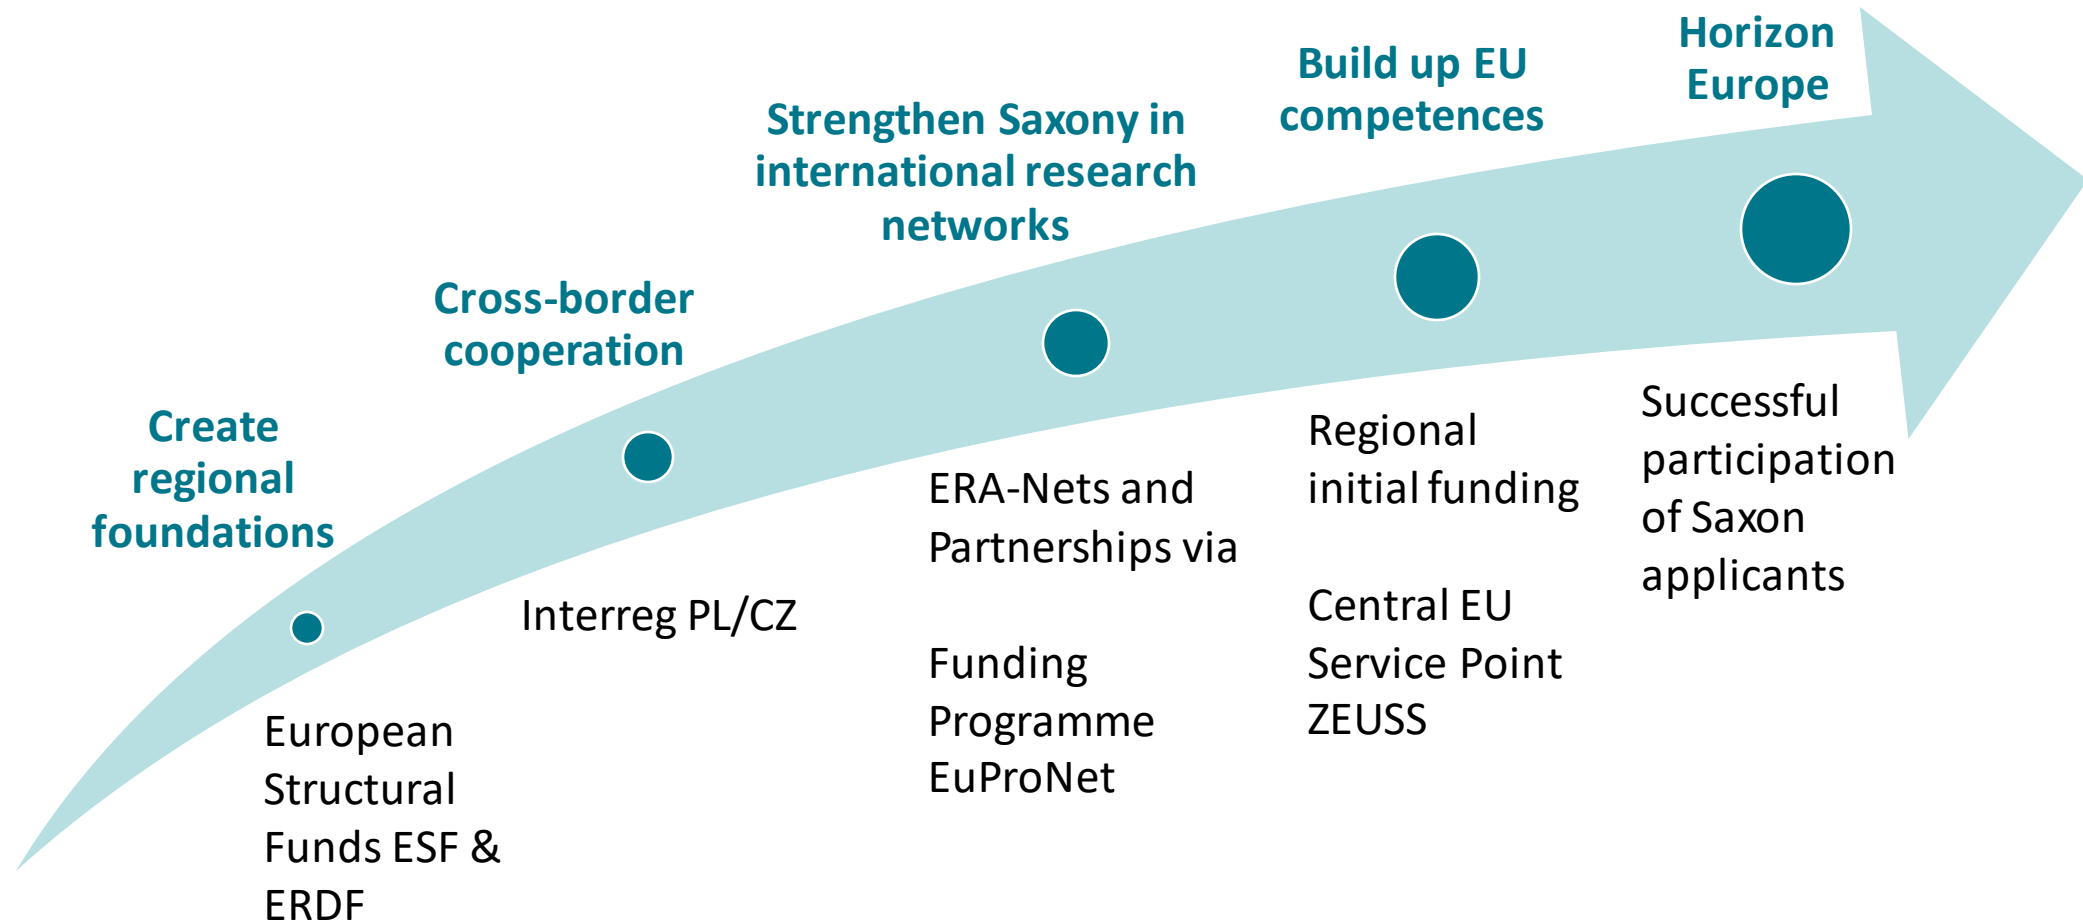 Create
regional
foundations
European
Structural
Funds ESF &
ERDF
Cross-border
cooperation
Interreg PL/CZ
Strengthen Saxony in
international research
networks
ERA-Nets and
Partnerships via
Funding
Programme
EuProNet
Build up EU
competences
Regional
initial funding
Central EU
Service Point
ZEUSS
Horizon
Europe
Successful
participation
of Saxon
applicants